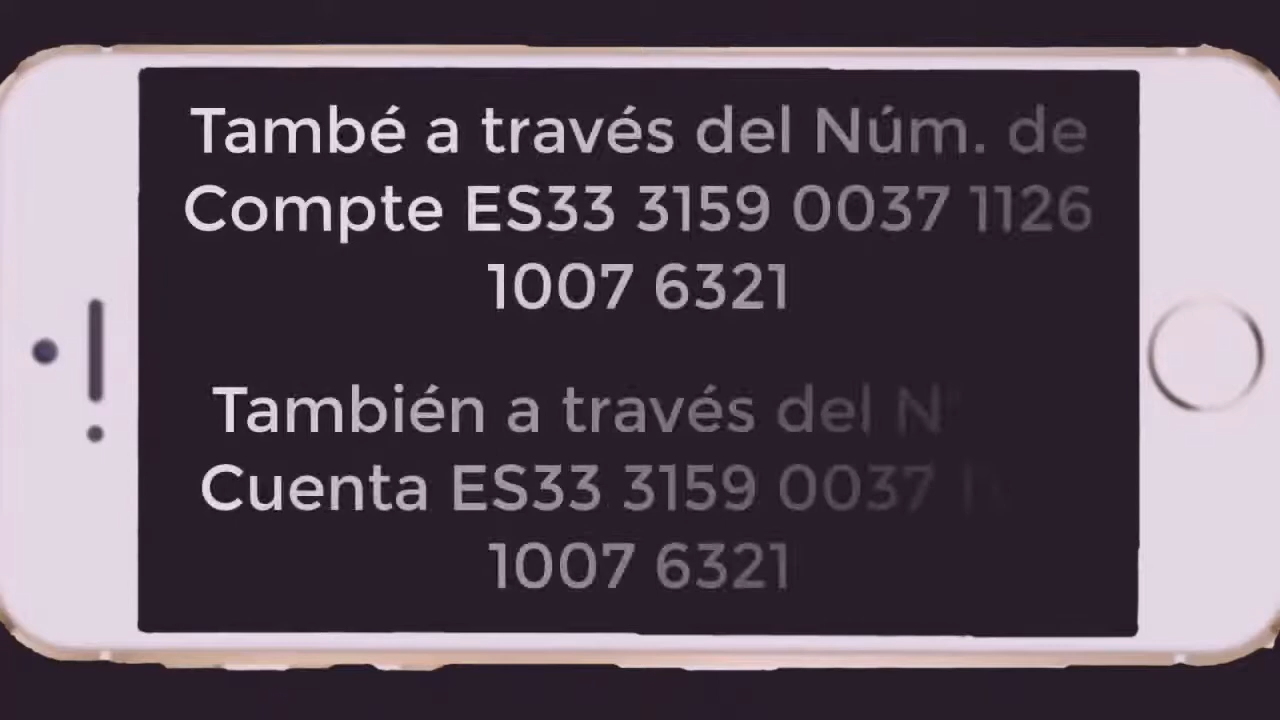 També a través del Núm. de
Compte ES33 3159 0037 1126
1007 6321
También a través del
Cuenta ES33 3159 0037
1007 6321